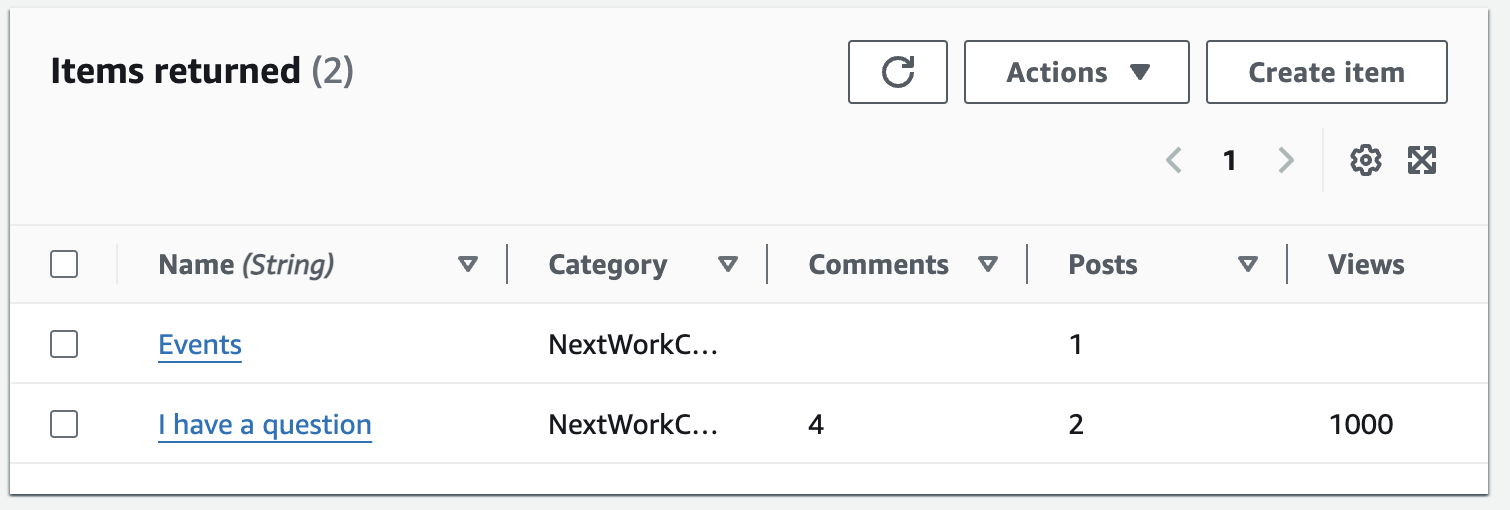 Items returned (2)
Actions
Create item
1
Name (String) Category Comments Posts Views
Events NextWorkC... 1
I have a question NextWorkC... 4 2 1000